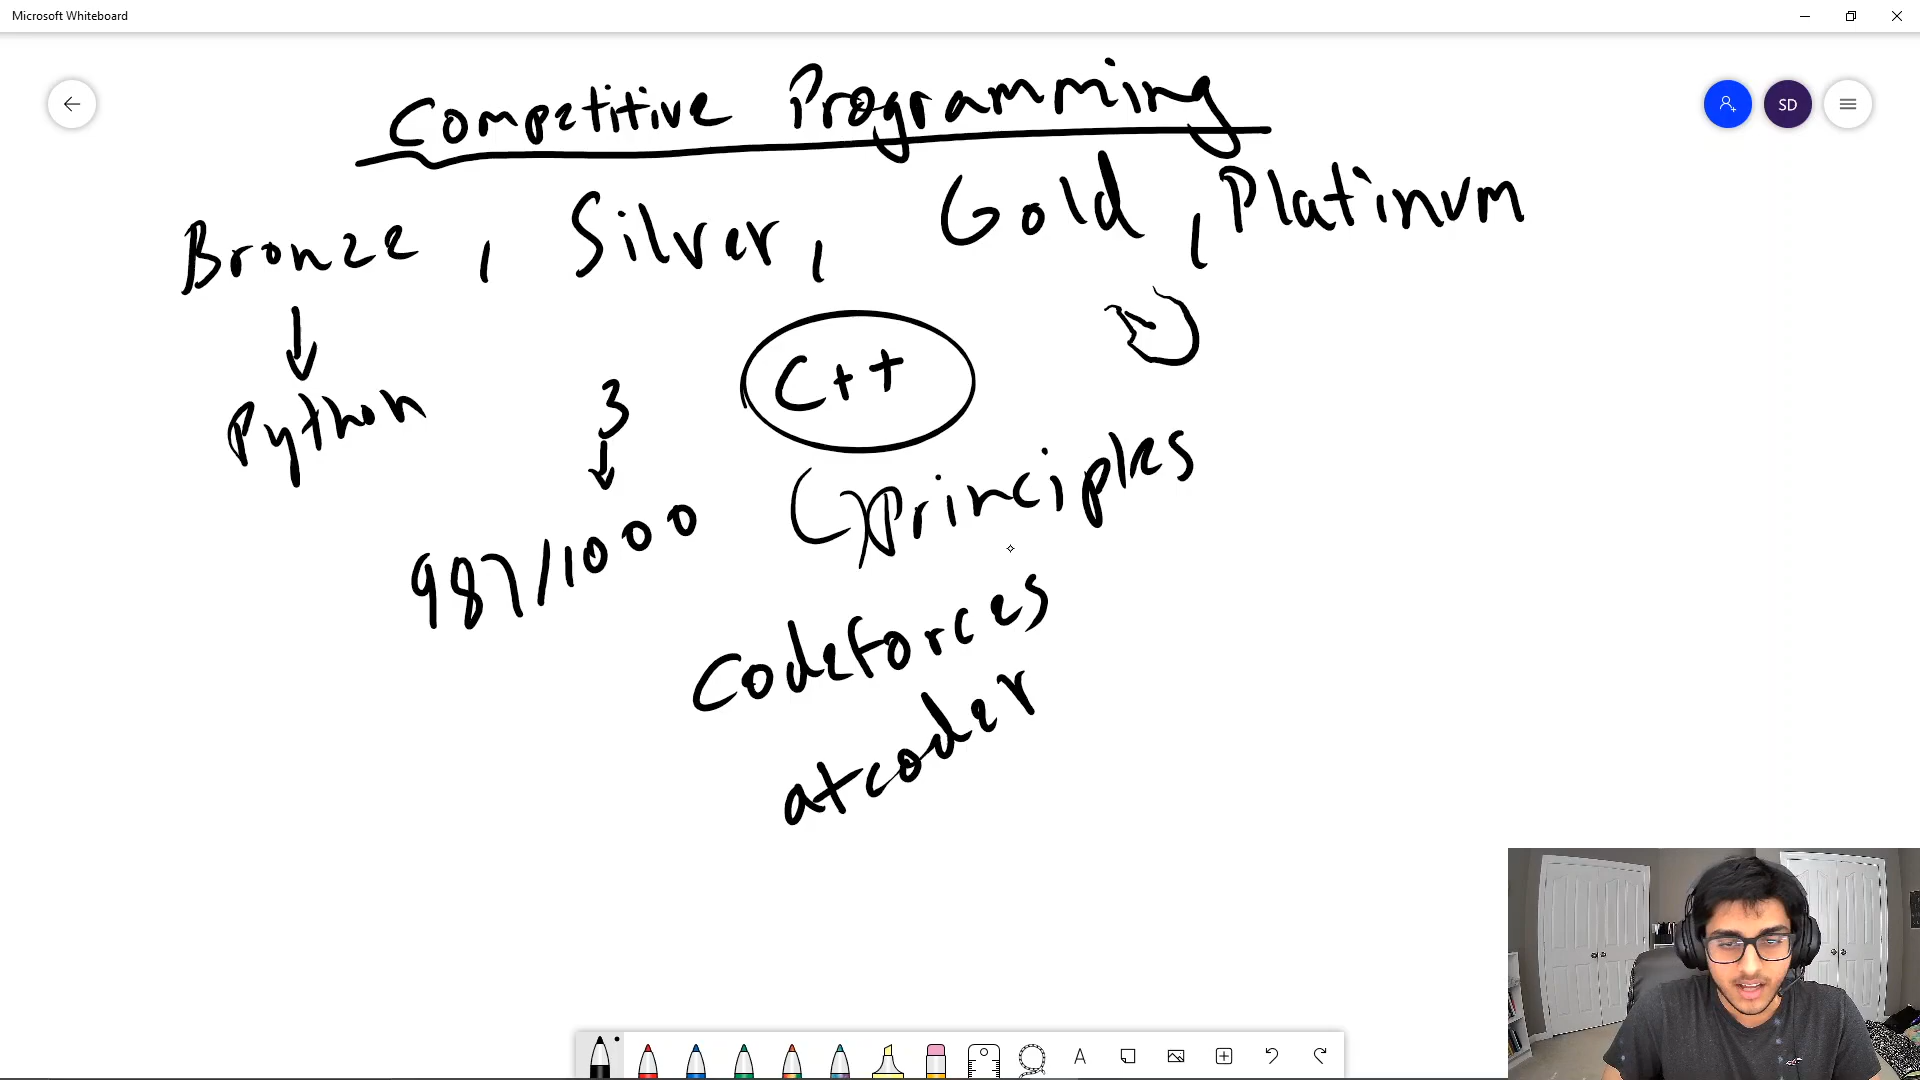 Microsoft Whiteboard
Competitive Programming
SD
Bronze, Silver, Gold, Platinum
Python
3
C++
987/1000
Principles
codeforces
atcoder
A